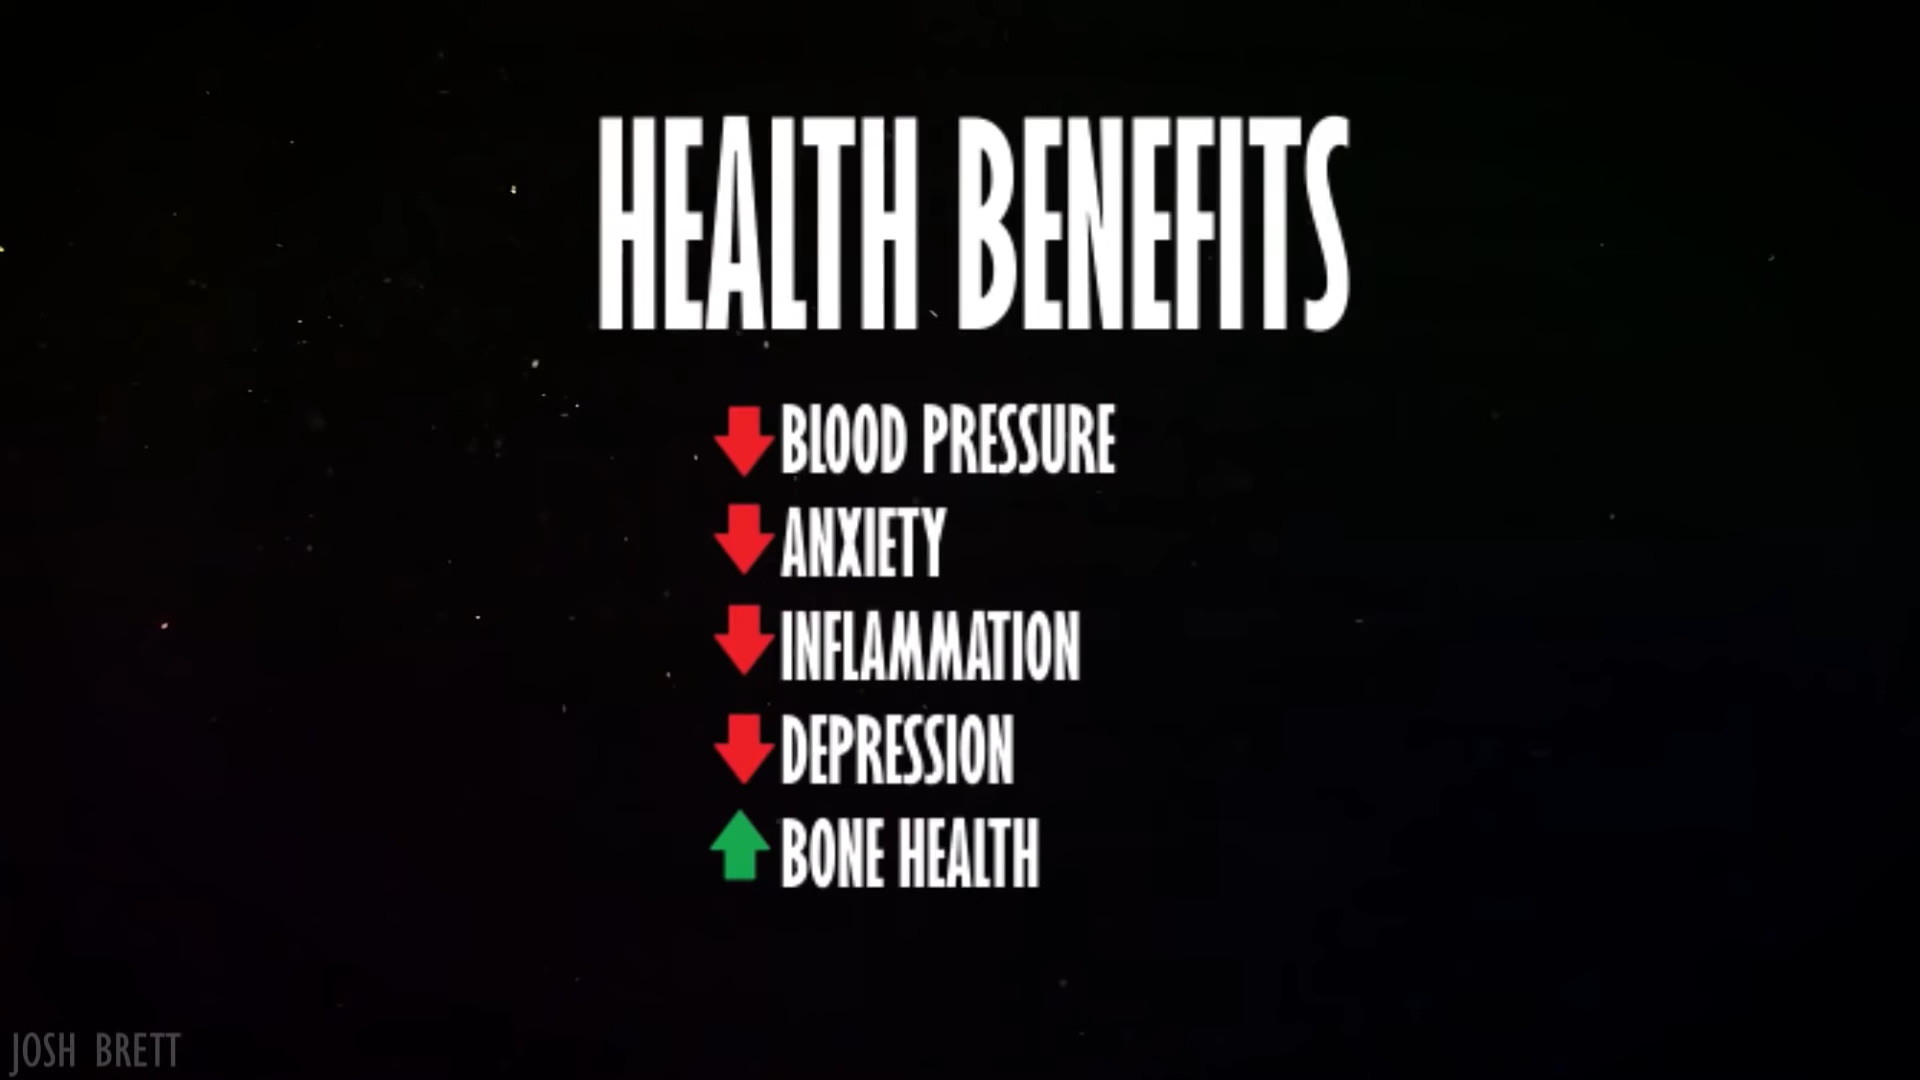 HEALTH BENEFITS
BLOOD PRESSURE
ANXIETY
INFLAMMATION
DEPRESSION
BONE HEALTH
JOSH BRETT